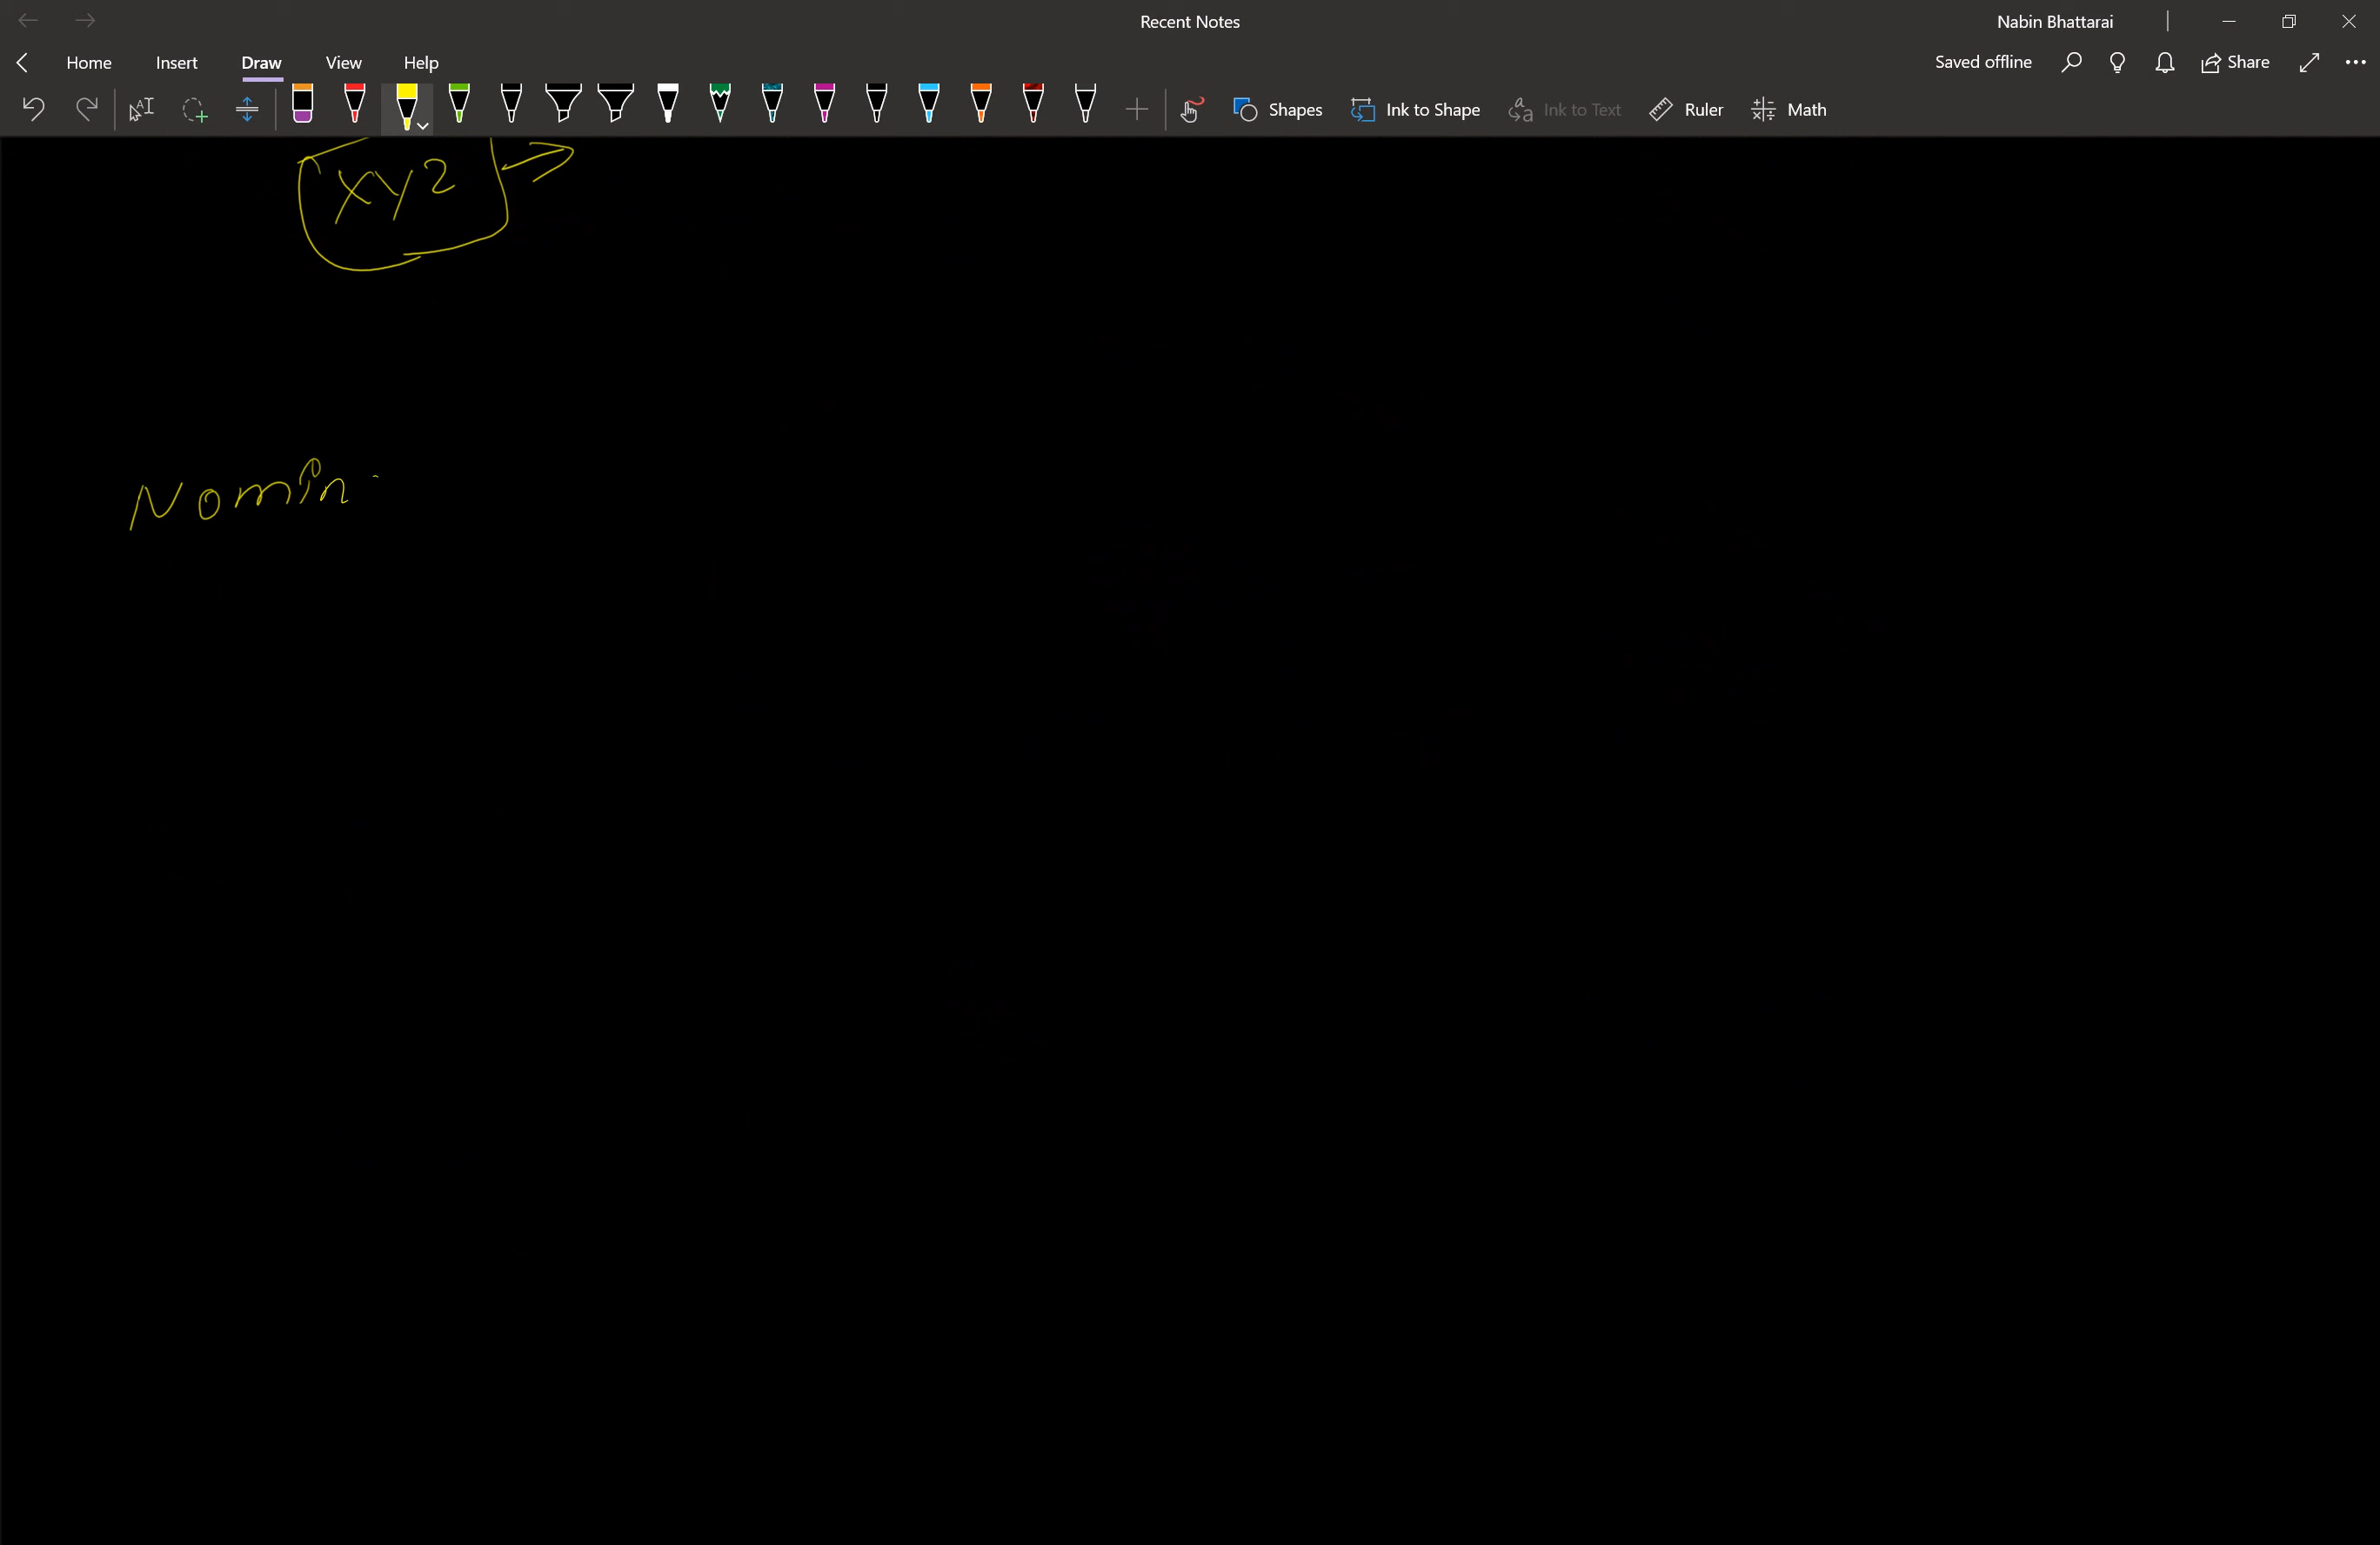 Recent Notes
Nabin Bhattarai
Home Insert Draw View Help
Saved offline
Share
Shapes
Ink to Shape
Ink to Text
Ruler
Math
XYZ
Nomin